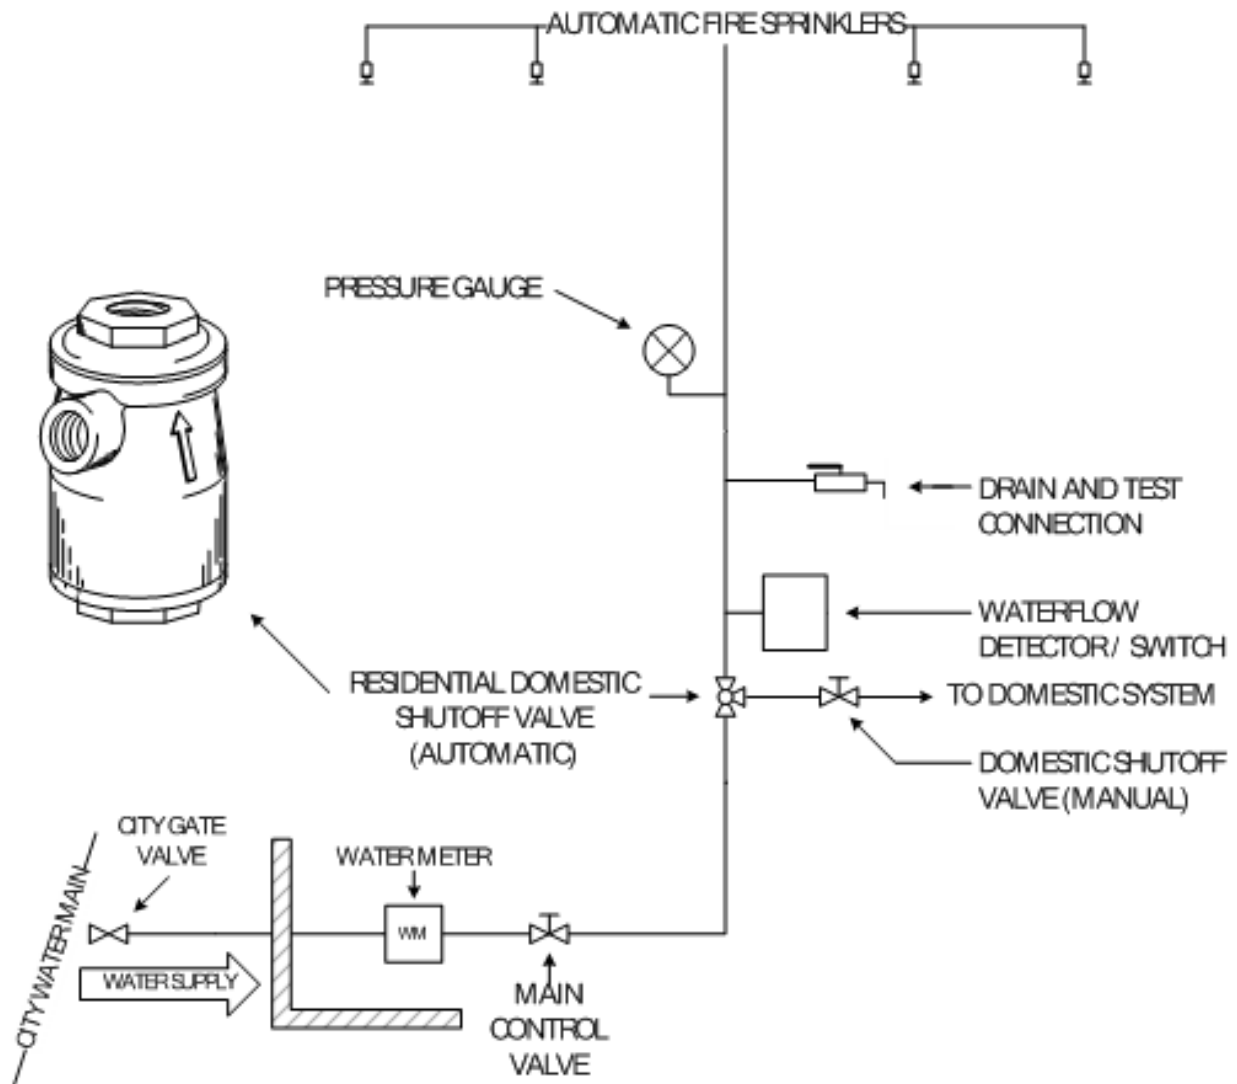 AUTOMATIC FIRE SPRINKLERS
PRESSURE GAUGE
DRAIN AND TEST
CONNECTION
WATERFLOW
DETECTOR / SWITCH
RESIDENTIAL DOMESTIC
SHUTOFF VALVE
(AUTOMATIC)
TO DOMESTIC SYSTEM
DOMESTIC SHUTOFF
VALVE (MANUAL)
CITY GATE
VALVE
WATER METER
WM
CITY WATER MAIN
WATER SUPPLY
MAIN
CONTROL
VALVE